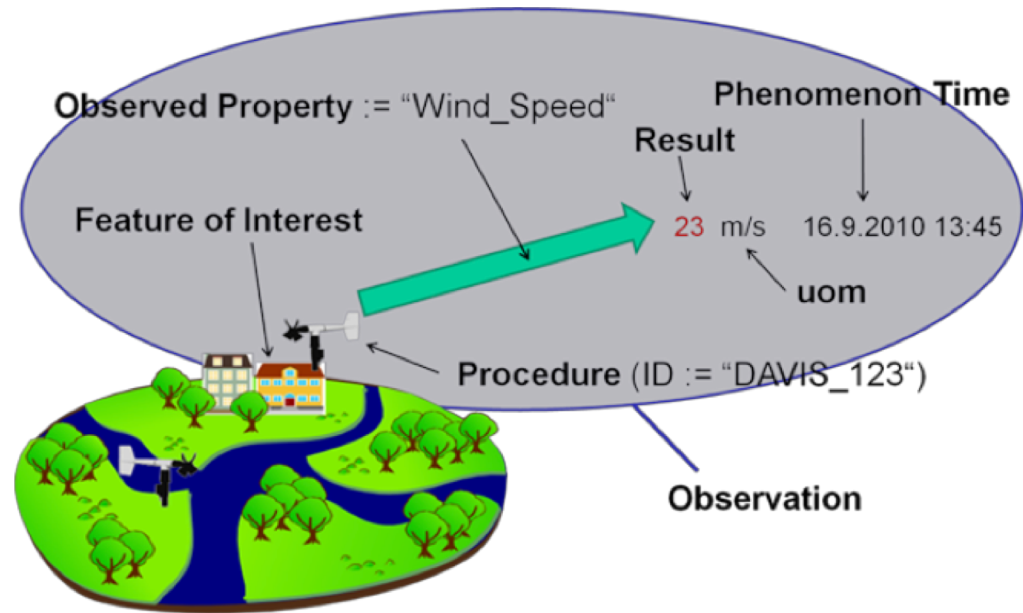 Observed Property := “Wind_Speed“
Phenomenon Time
Result
Feature of Interest
23 m/s 16.9.2010 13:45
uom
Procedure (ID := “DAVIS_123“)
Observation